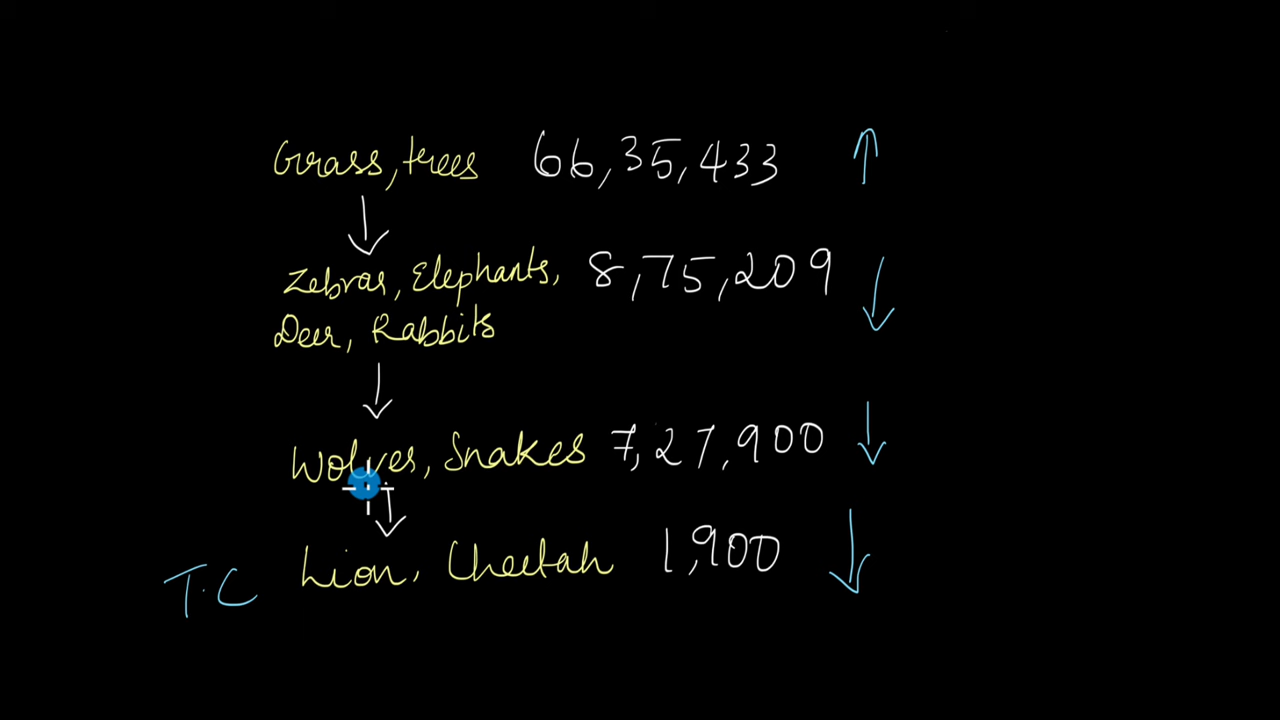 Grass, trees 66,35,433
Zebras, Elephants, 8,75,209
Deer, Rabbits
Wolves, Snakes 7,27,900
T.C Lion, Cheetah 1,900